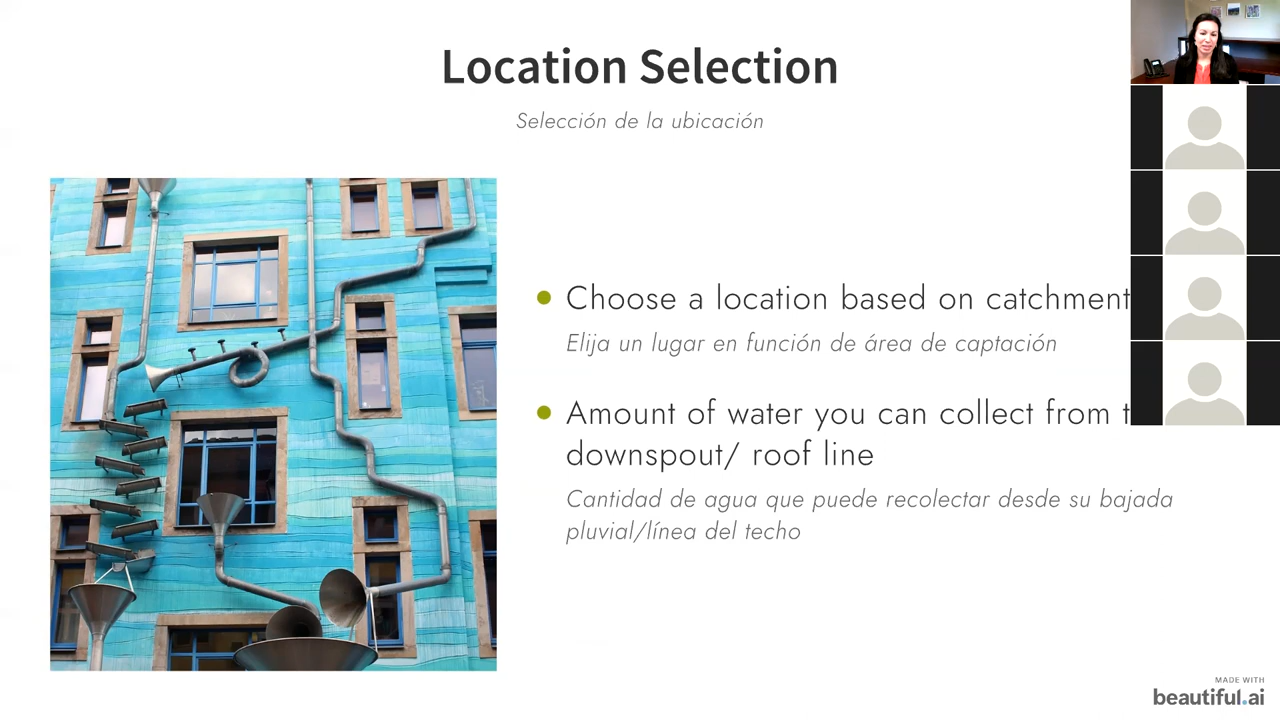 Location Selection
Selección de la ubicación
Choose a location based on catchment
Elija un lugar en función de área de captación
Amount of water you can collect from
downspout/ roof line
Cantidad de agua que puede recolectar desde su bajada
pluvial/línea del techo
MADE WITH
beautiful.ai